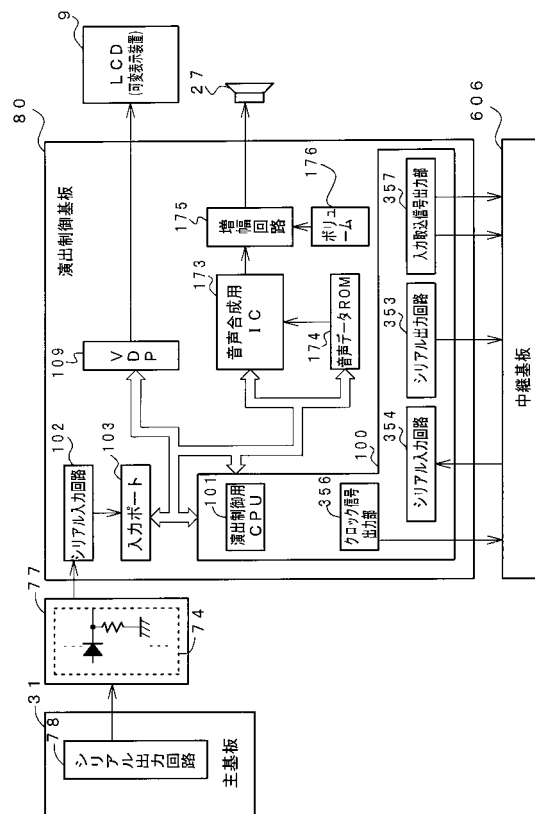 主基板
31
シリアル出力回路
78
77
74
演出制御基板
80
シリアル入力回路
102
入力ポート
103
VDP
109
LCD
(可変表示装置)
9
27
増幅回路
175
ボリューム
176
音声合成用
IC
173
音声データROM
174
100
演出制御用
CPU
101
クロック信号
出力部
356
シリアル入力回路
354
シリアル出力回路
353
入力取込信号出力部
357
中継基板
606